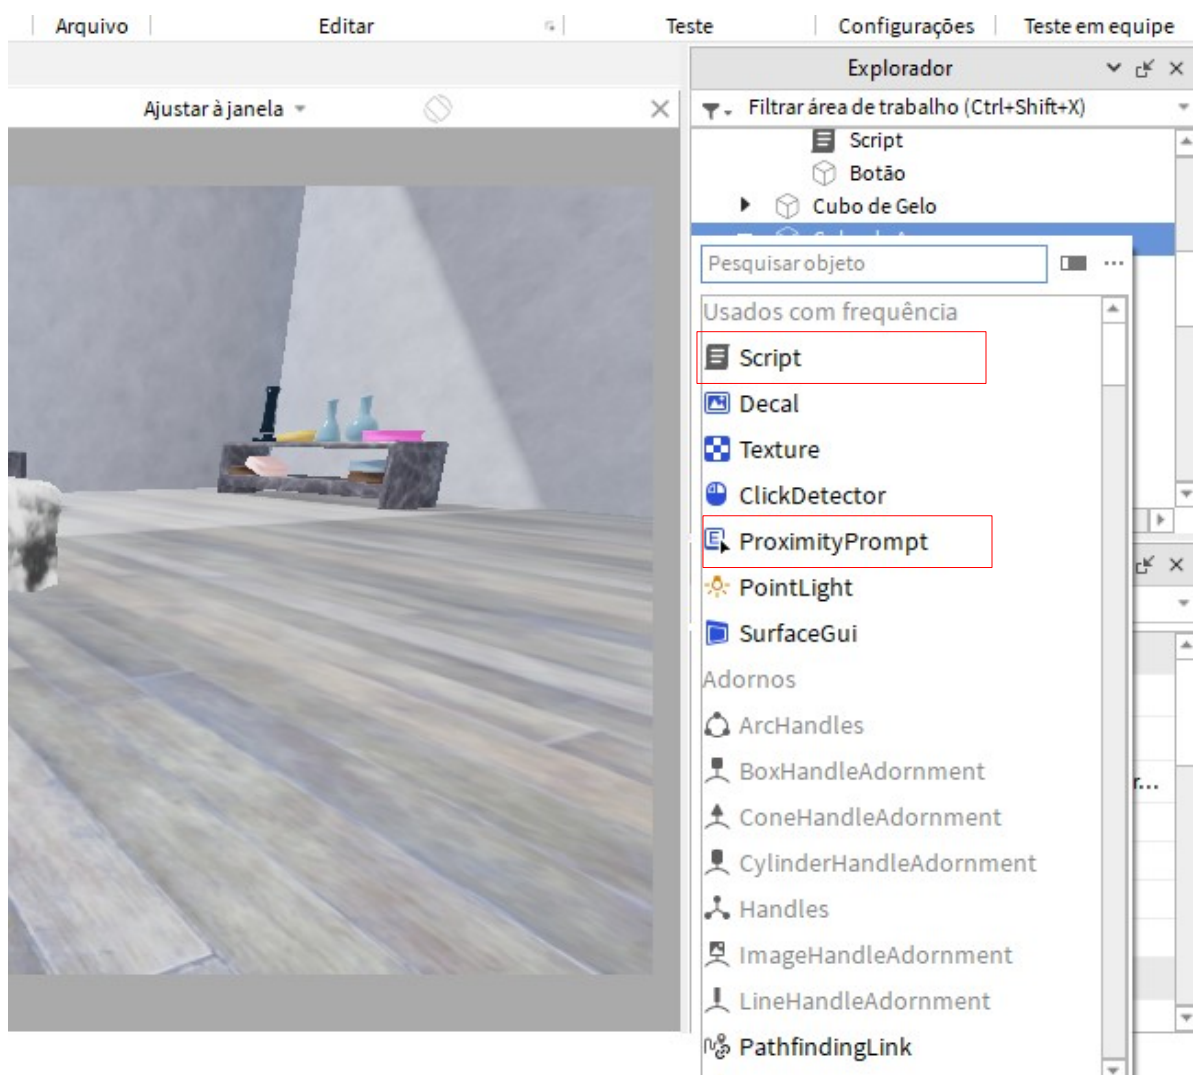 Arquivo
Editar
Teste
Configurações
Teste em equipe
Explorador
Ajustar à janela
Filtrar área de trabalho (Ctrl+Shift+X)
Script
Botão
Cubo de Gelo
Pesquisar objeto
Usados com frequência
Script
Decal
Texture
ClickDetector
ProximityPrompt
PointLight
SurfaceGui
Adornos
ArcHandles
BoxHandleAdornment
r...
ConeHandleAdornment
CylinderHandleAdornment
Handles
ImageHandleAdornment
LineHandleAdornment
PathfindingLink